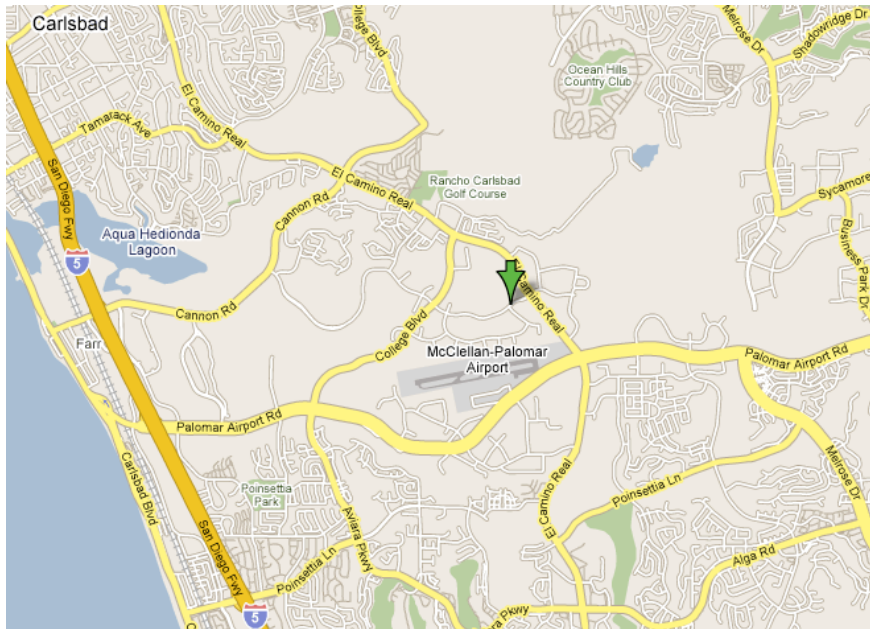 Carlsbad
College Blvd
Melrose Dr
Shadowridge Dr
Ocean Hills
Country Club
El Camino Real
Tamarack Ave
San Diego Fwy
El Camino Real
Rancho Carlsbad
Golf Course
Cannon Rd
Sycamore
Aqua Hedionda
Lagoon
5
Business Park Dr
El Camino Real
Cannon Rd
Farr
College Blvd
McClellan-Palomar
Airport
Palomar Airport Rd
Palomar Airport Rd
Carlsbad Blvd
Poinsettia
Park
Aviara Pkwy
El Camino Real
Poinsettia Ln
Melrose Dr
San Diego Fwy
Poinsettia Ln
Alga Rd
Pkwy
5